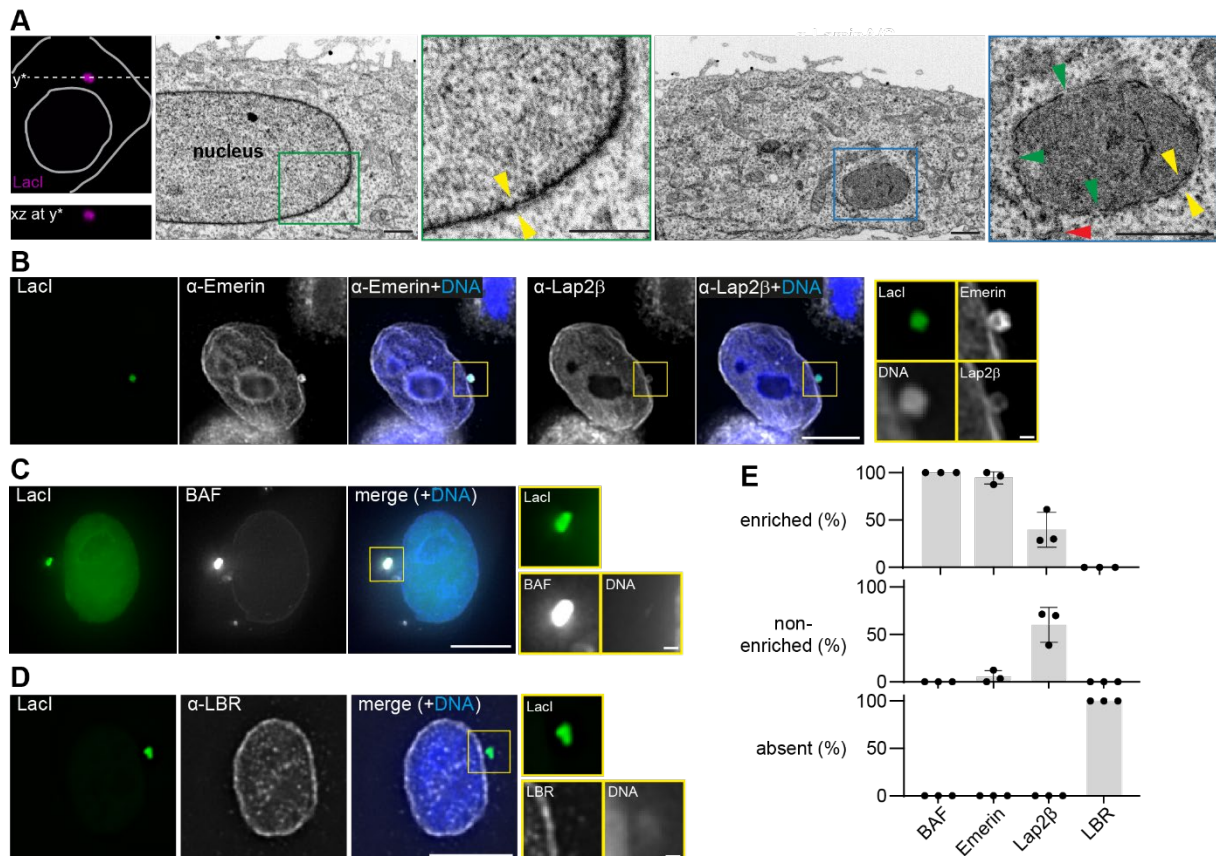 A
y*
LacI
xz at y*
nucleus
B
LacI
α-Emerin
α-Emerin+DNA
α-Lap2β
α-Lap2β+DNA
LacI
Emerin
DNA
Lap2β
C
LacI
BAF
merge (+DNA)
LacI
BAF
DNA
D
LacI
α-LBR
merge (+DNA)
LacI
LBR
DNA
E
enriched (%)
100
50
0
non-
enriched (%)
100
50
0
absent (%)
100
50
0
BAF
Emerin
Lap2β
LBR